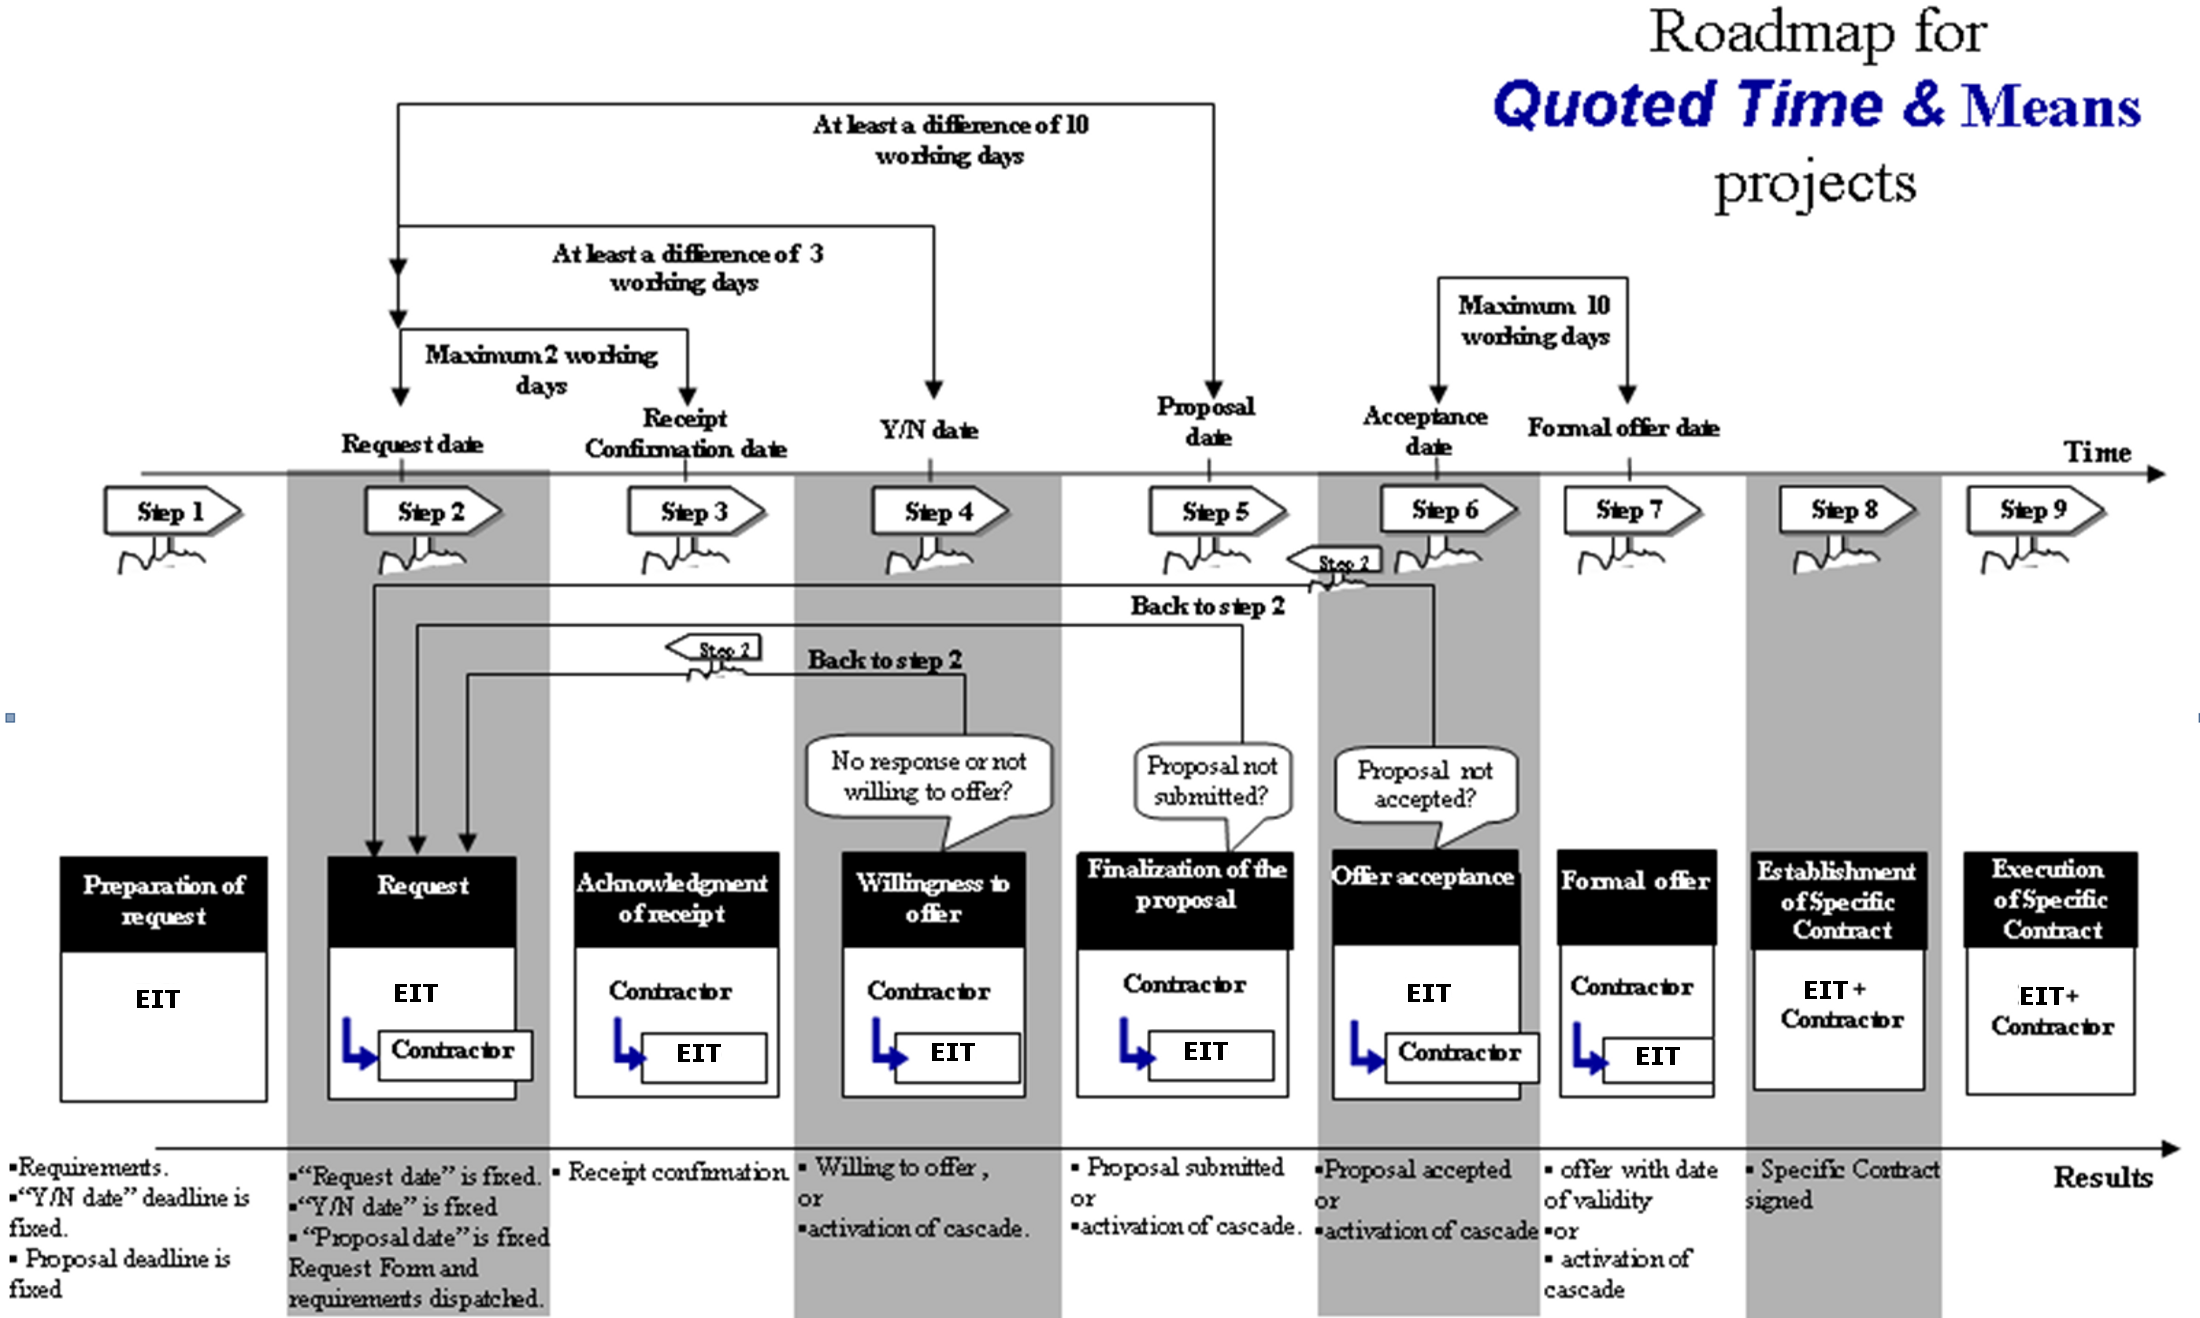 Roadmap for
Quoted Time & Means
projects
At least a difference of 10
working days
At least a difference of 3
working days
Maximum 2 working
days
Maximum 10
working days
Request date
Receipt
Confirmation date
Y/N date
Proposal
date
Acceptance
date
Formal offer date
Time
Step 1
Step 2
Step 3
Step 4
Step 5
Step 6
Step 7
Step 8
Step 9
Step 2
Back to step 2
Step 2
Back to step 2
No response or not
willing to offer?
Proposal not
submitted?
Proposal not
accepted?
Preparation of
request
EIT
Request
EIT
Contractor
Acknowledgment
of receipt
Contractor
EIT
Willingness to
offer
Contractor
EIT
Finalization of the
proposal
Contractor
EIT
Offer acceptance
EIT
Contractor
Formal offer
Contractor
EIT
Establishment
of Specific
Contract
EIT +
Contractor
Execution
of Specific
Contract
EIT+
Contractor
▪Requirements.
▪“Y/N date” deadline is
fixed.
▪ Proposal deadline is
fixed
▪“Request date” is fixed.
▪“Y/N date” is fixed
▪ “Proposal date” is fixed
Request Form and
requirements dispatched.
▪ Receipt confirmation.
▪ Willing to offer ,
or
▪activation of cascade.
▪ Proposal submitted
or
▪activation of cascade.
▪Proposal accepted
or
▪activation of cascade
▪ offer with date
of validity
▪or
▪ activation of
cascade
▪ Specific Contract
signed
Results